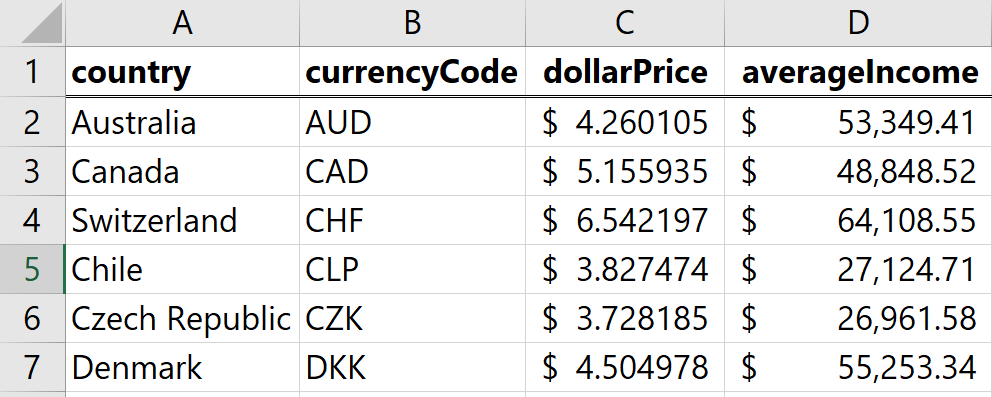 A B C D
1 country currencyCode dollarPrice averageIncome
2 Australia AUD $ 4.260105 $ 53,349.41
3 Canada CAD $ 5.155935 $ 48,848.52
4 Switzerland CHF $ 6.542197 $ 64,108.55
5 Chile CLP $ 3.827474 $ 27,124.71
6 Czech Republic CZK $ 3.728185 $ 26,961.58
7 Denmark DKK $ 4.504978 $ 55,253.34